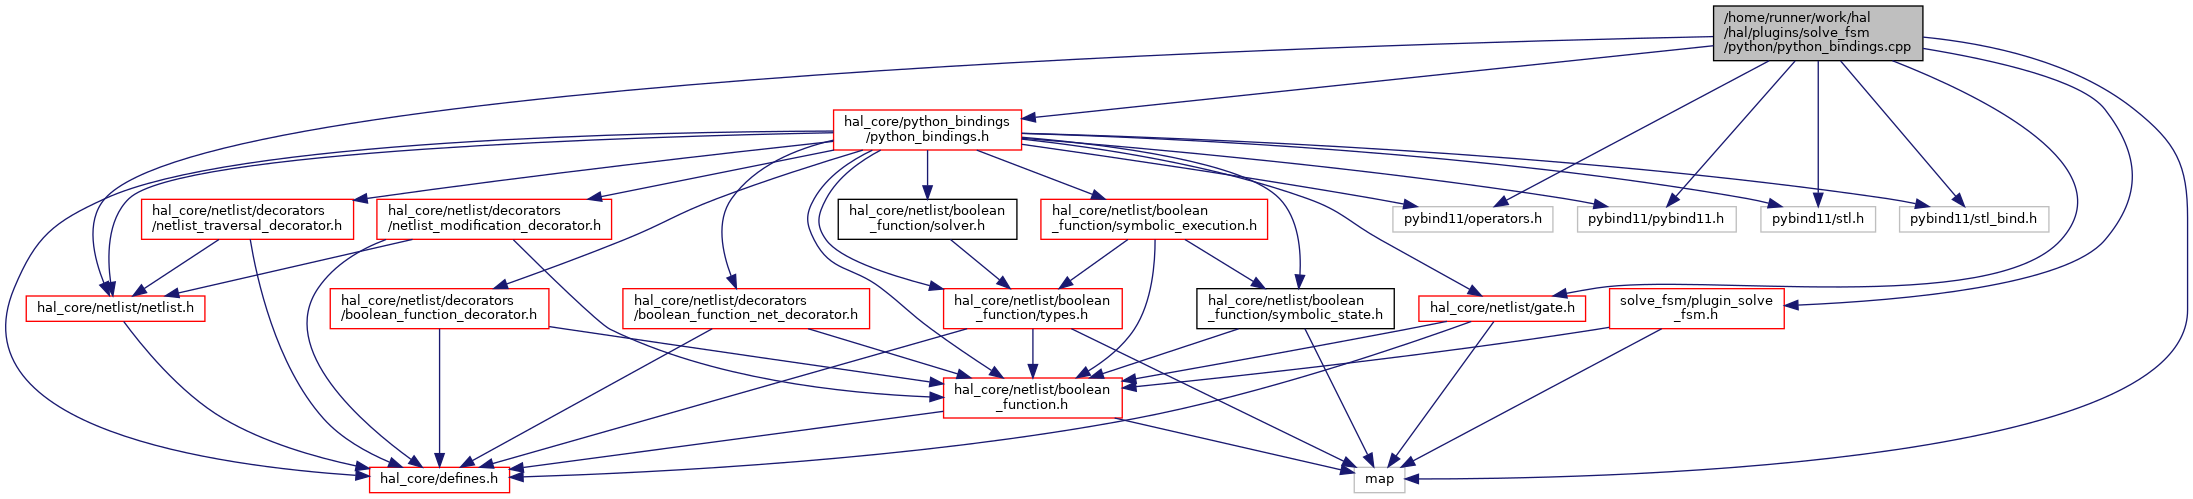 /home/runner/work/hal
/hal/plugins/solve_fsm
/python/python_bindings.cpp
hal_core/python_bindings
/python_bindings.h
hal_core/netlist/decorators
/netlist_traversal_decorator.h
hal_core/netlist/decorators
/netlist_modification_decorator.h
hal_core/netlist/boolean
_function/solver.h
hal_core/netlist/boolean
_function/symbolic_execution.h
pybind11/operators.h
pybind11/pybind11.h
pybind11/stl.h
pybind11/stl_bind.h
hal_core/netlist/netlist.h
hal_core/netlist/decorators
/boolean_function_decorator.h
hal_core/netlist/decorators
/boolean_function_net_decorator.h
hal_core/netlist/boolean
_function/types.h
hal_core/netlist/boolean
_function/symbolic_state.h
hal_core/netlist/gate.h
solve_fsm/plugin_solve
_fsm.h
hal_core/netlist/boolean
_function.h
hal_core/defines.h
map